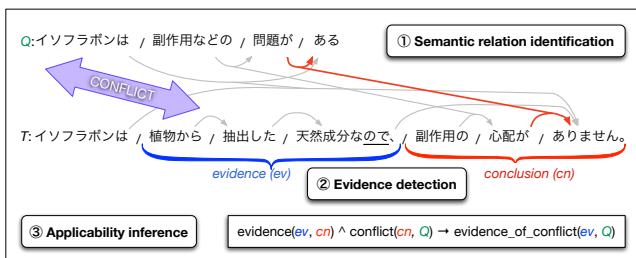 Q:イソフラボンは / 副作用などの / 問題が / ある
① Semantic relation identification
CONFLICT
T:イソフラボンは / 植物から / 抽出した / 天然成分なので、/ 副作用の / 心配が / ありません。
evidence (ev)
② Evidence detection
conclusion (cn)
③ Applicability inference
evidence(ev, cn) ^ conflict(cn, Q) → evidence_of_conflict(ev, Q)